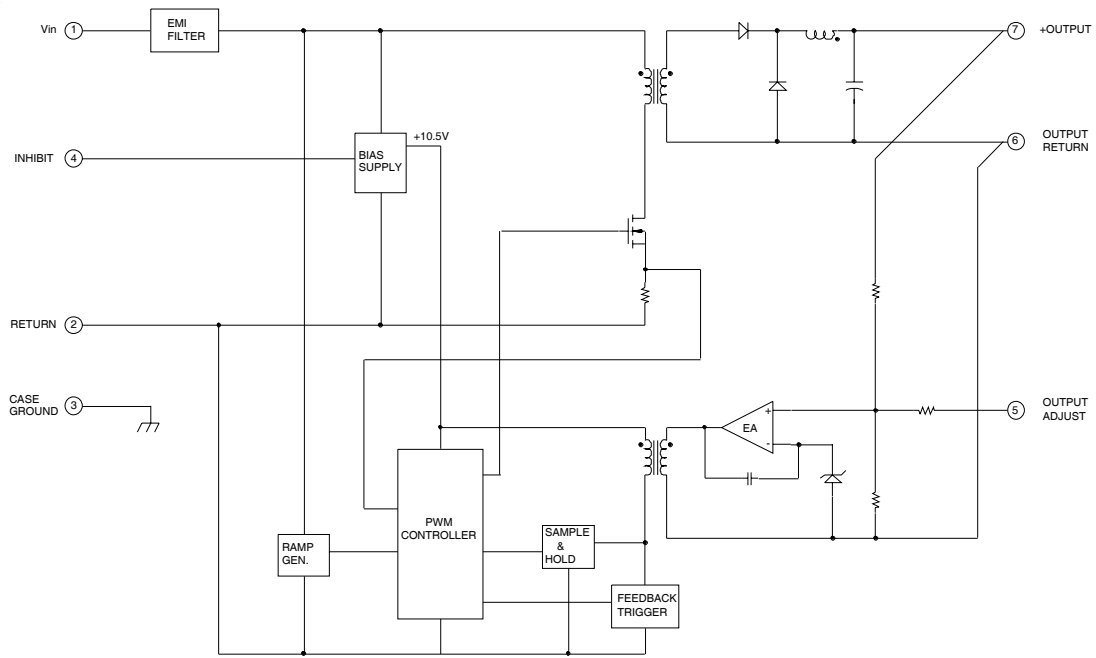 Vin 1
EMI
FILTER
7 +OUTPUT
+10.5V
INHIBIT 4
BIAS
SUPPLY
6 OUTPUT
RETURN
RETURN 2
CASE
GROUND 3
5 OUTPUT
ADJUST
+
EA
-
PWM
CONTROLLER
RAMP
GEN.
SAMPLE
&
HOLD
FEEDBACK
TRIGGER